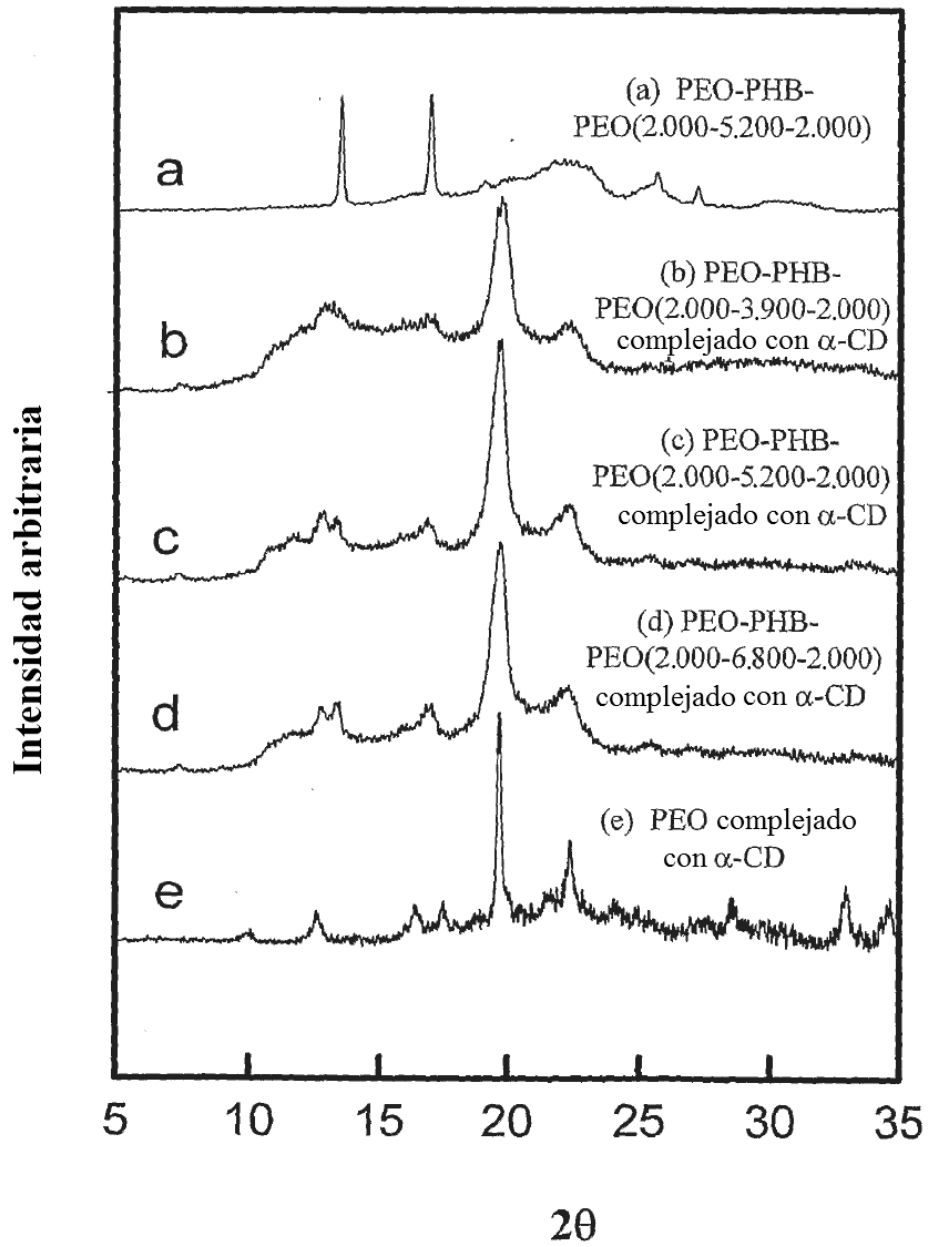 Intensidad arbitraria
a
(a) PEO-PHB-
PEO(2.000-5.200-2.000)
b
(b) PEO-PHB-
PEO(2.000-3.900-2.000)
complejado con α-CD
c
(c) PEO-PHB-
PEO(2.000-5.200-2.000)
complejado con α-CD
d
(d) PEO-PHB-
PEO(2.000-6.800-2.000)
complejado con α-CD
e
(e) PEO complejado
con α-CD
5 10 15 20 25 30 35
2θ